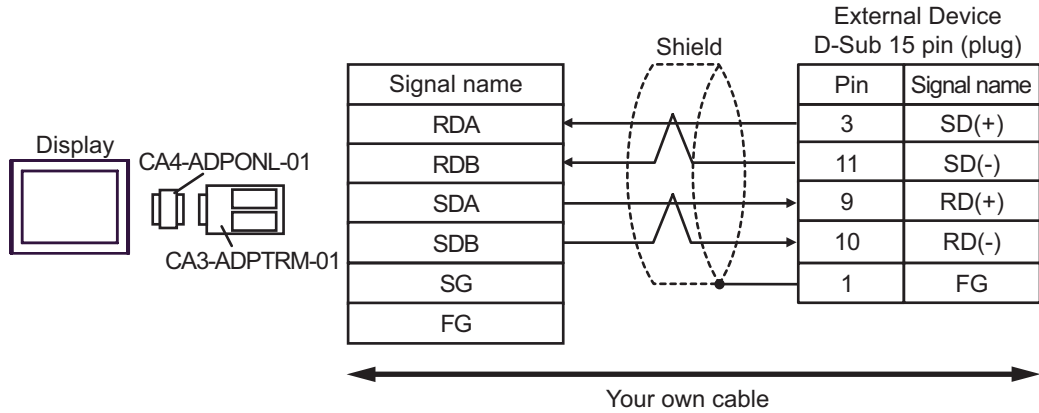 External Device
D-Sub 15 pin (plug)
Shield
Signal name
Pin Signal name
RDA 3 SD(+)
Display
CA4-ADPONL-01
RDB 11 SD(-)
SDA 9 RD(+)
SDB 10 RD(-)
CA3-ADPTRM-01
SG 1 FG
FG
Your own cable